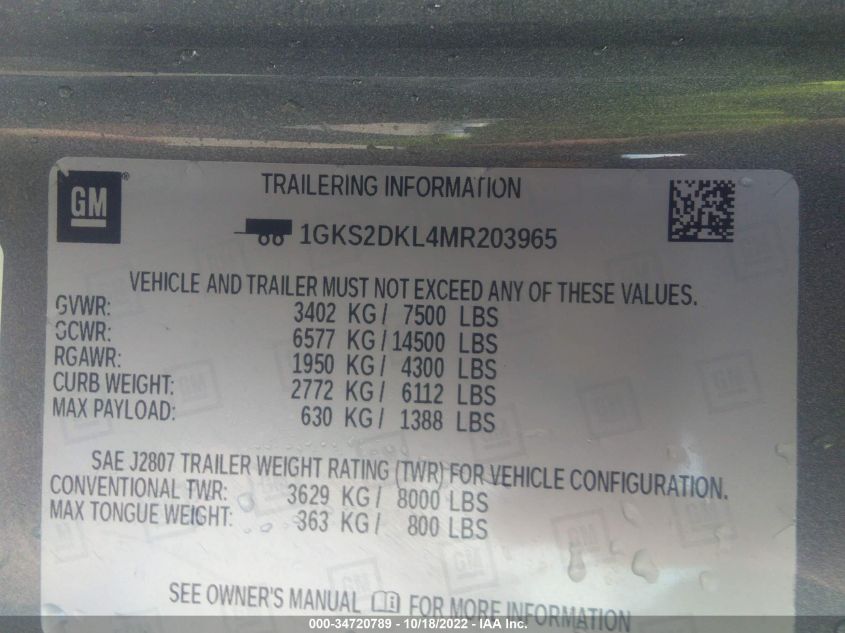 GM ®
TRAILERING INFORMATION
1GKS2DKL4MR203965
VEHICLE AND TRAILER MUST NOT EXCEED ANY OF THESE VALUES.
GVWR: 3402 KG / 7500 LBS
GCWR: 6577 KG / 14500 LBS
RGAWR: 1950 KG / 4300 LBS
CURB WEIGHT: 2772 KG / 6112 LBS
MAX PAYLOAD: 630 KG / 1388 LBS
SAE J2807 TRAILER WEIGHT RATING (TWR) FOR VEHICLE CONFIGURATION.
CONVENTIONAL TWR: 3629 KG / 8000 LBS
MAX TONGUE WEIGHT: 363 KG / 800 LBS
SEE OWNER'S MANUAL FOR MORE INFORMATION
000-34720789 - 10/18/2022 - IAA Inc.